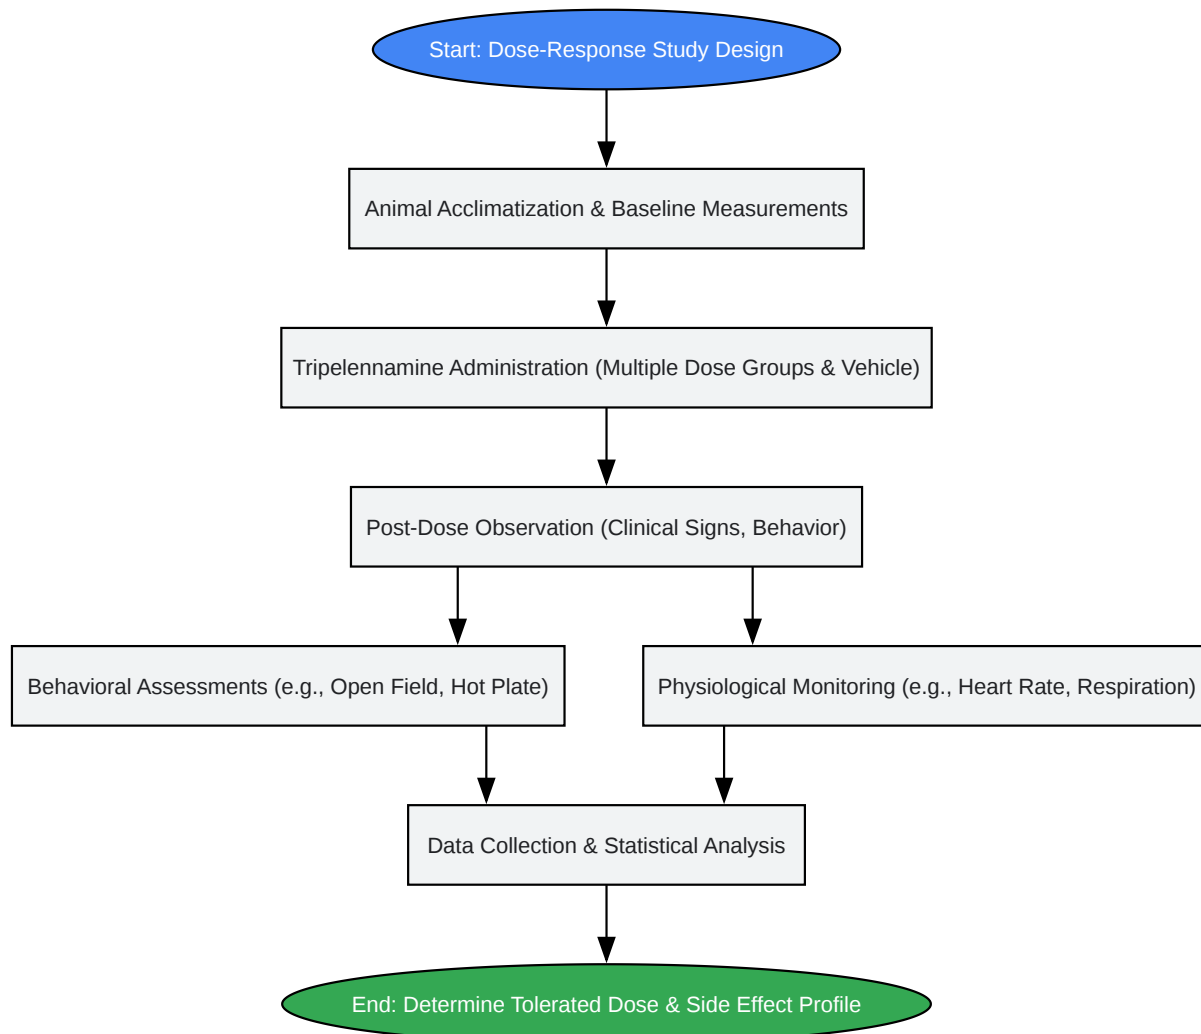 Start: Dose-Response Study Design
Animal Acclimatization & Baseline Measurements
Tripelennamine Administration (Multiple Dose Groups & Vehicle)
Post-Dose Observation (Clinical Signs, Behavior)
Behavioral Assessments (e.g., Open Field, Hot Plate)
Physiological Monitoring (e.g., Heart Rate, Respiration)
Data Collection & Statistical Analysis
End: Determine Tolerated Dose & Side Effect Profile